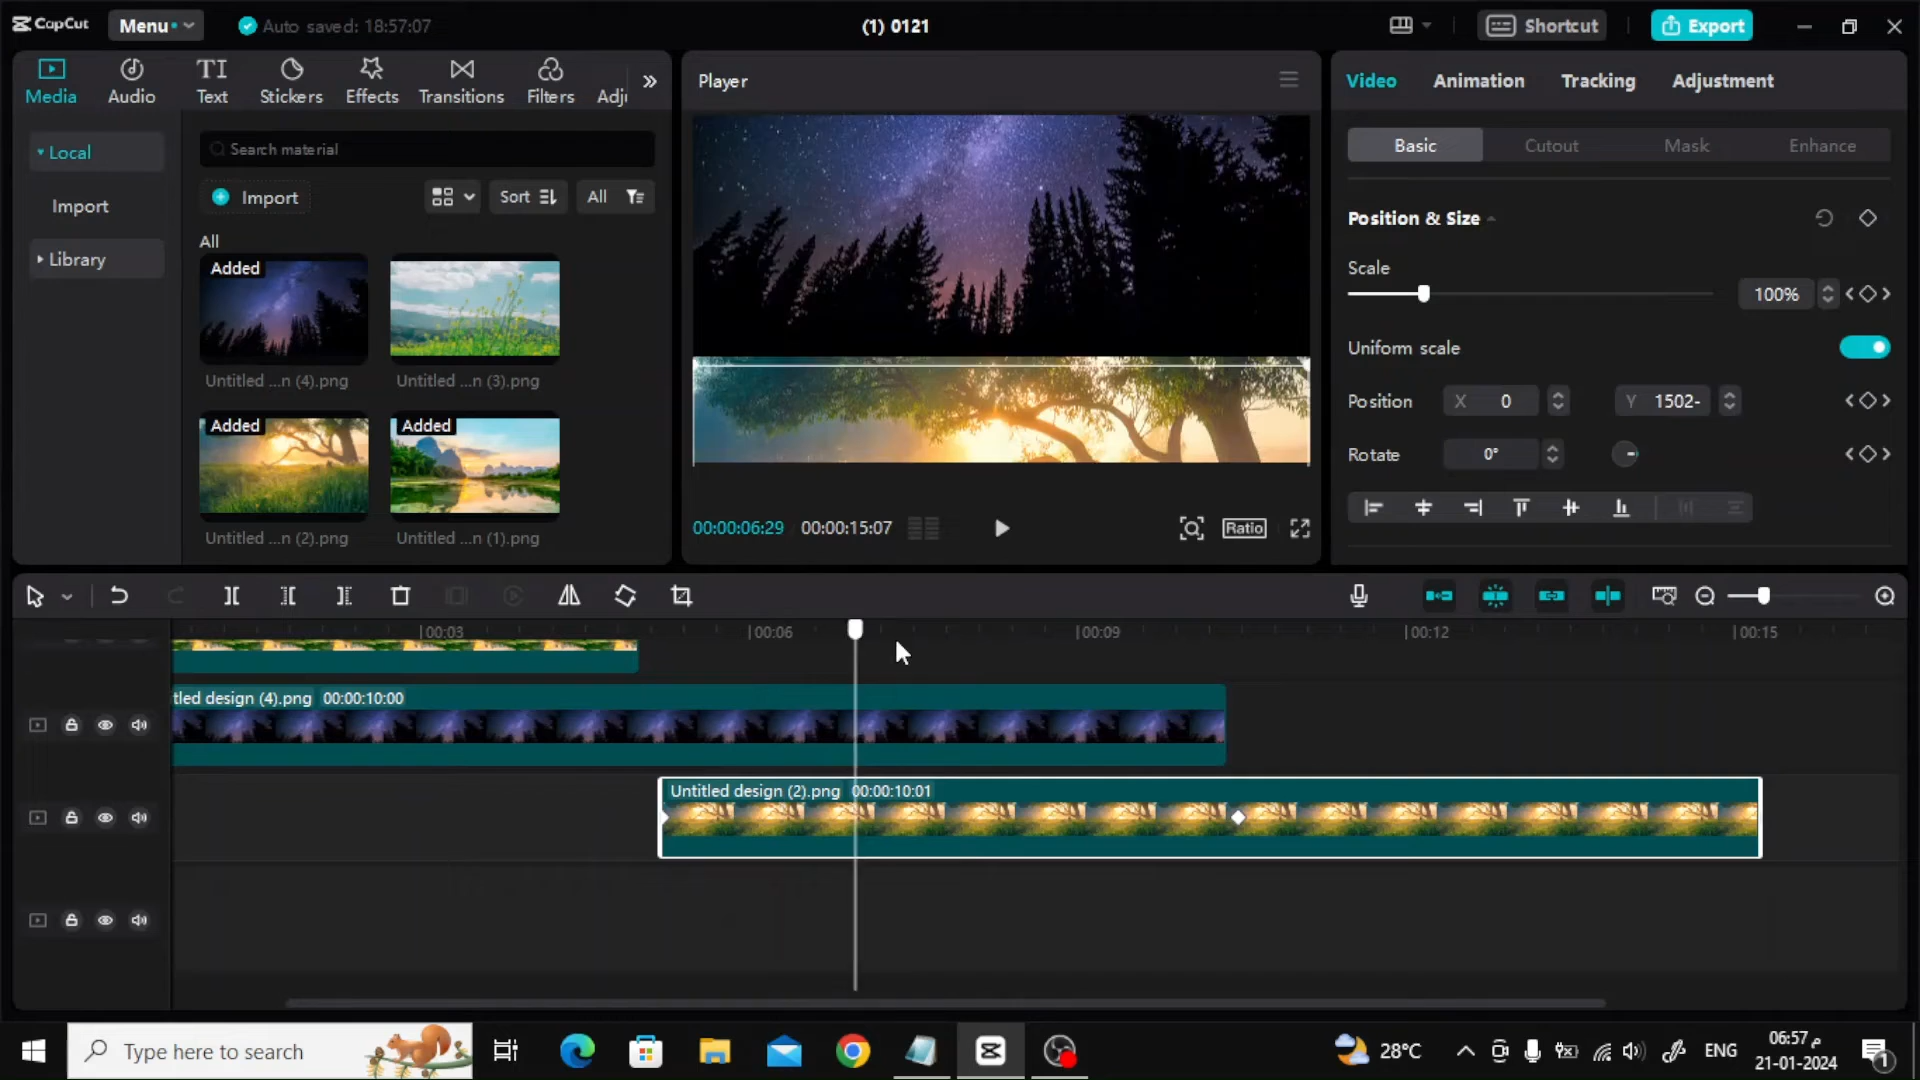 CapCut
Menu
Auto saved: 18:57:07
(1) 0121
Shortcut
Export
Media
Audio
Text
Stickers
Effects
Transitions
Filters
Adj
Local
Import
Library
Search material
Import
Sort
All
All
Added
Untitled ...n (4).png
Untitled ...n (3).png
Added
Untitled ...n (2).png
Added
Untitled ...n (1).png
Player
00:00:06:29
00:00:15:07
Ratio
Video
Animation
Tracking
Adjustment
Basic
Cutout
Mask
Enhance
Position & Size
Scale
100%
Uniform scale
Position
X 0
Y 1502-
Rotate
0°
00:03
00:06
00:09
00:12
00:15
tled design (4).png 00:00:10:00
Untitled design (2).png 00:00:10:01
Type here to search
28°C
ENG
06:57 م
21-01-2024
1